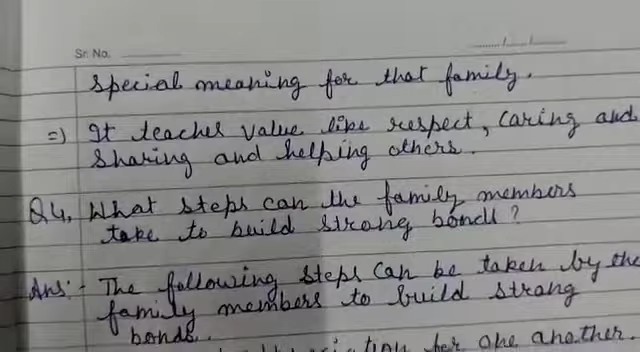 Sr. No.
special meaning for that family.
=) It teaches value like respect, caring and
sharing and helping others.
Q4. What steps can the family members
take to build strong bonds?
Ans:- The following steps can be taken by the
family members to build strong
bonds.
for one another.